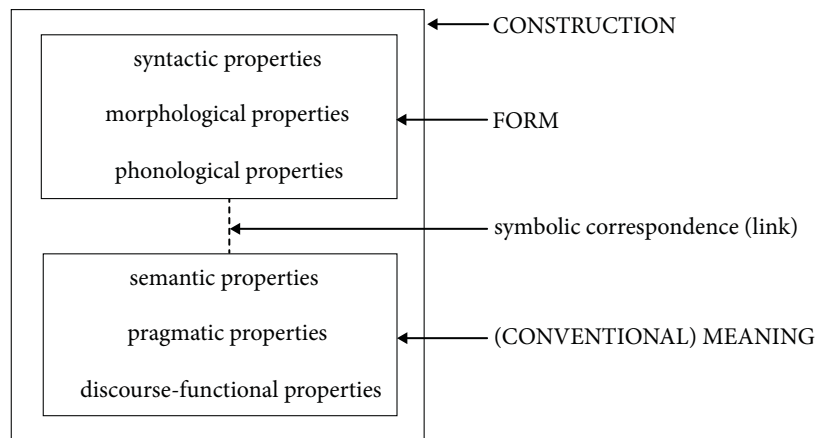 CONSTRUCTION
syntactic properties
morphological properties
FORM
phonological properties
symbolic correspondence (link)
semantic properties
pragmatic properties
(CONVENTIONAL) MEANING
discourse-functional properties